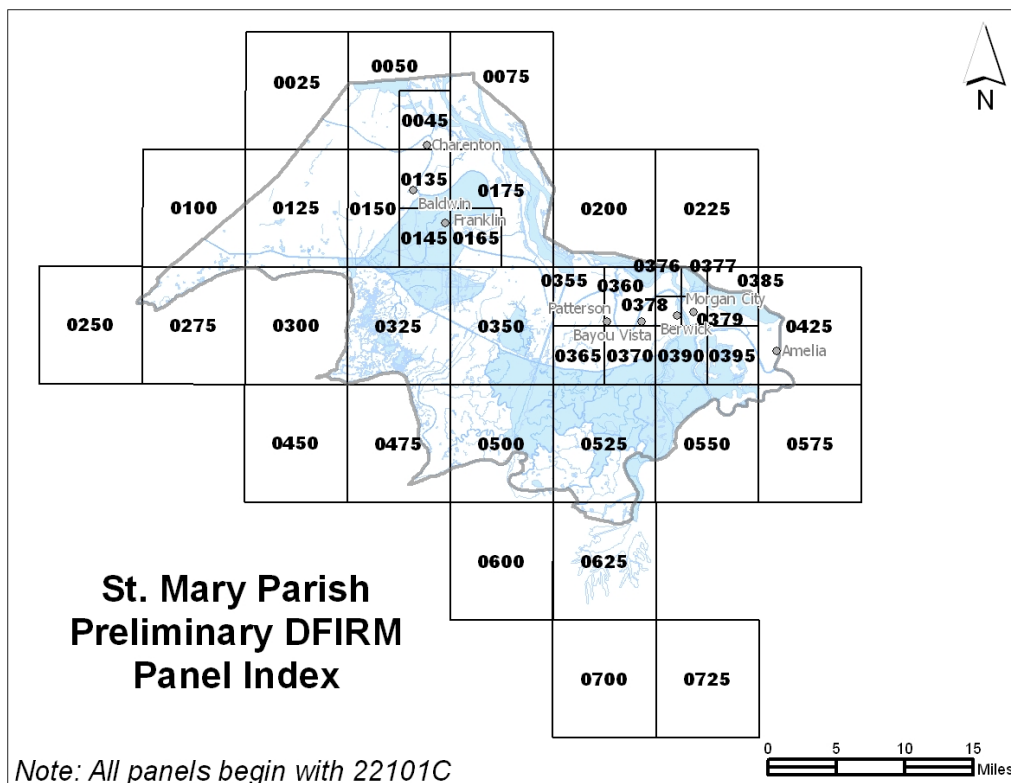 0050
0025
0075
N
0045
Charenton
0135
0175
Baldwin
0100
0125
0150
0200
0225
Franklin
0145
0165
0376
0377
0355
0360
0385
Morgan City
0378
Patterson
0379
0250
0275
0300
0325
0350
0425
Bayou Vista
Berwick
0365
0370
0390
0395
Amelia
0450
0475
0500
0525
0550
0575
0600
0625
St. Mary Parish
Preliminary DFIRM
Panel Index
0700
0725
0 5 10 15
Miles
Note: All panels begin with 22101C